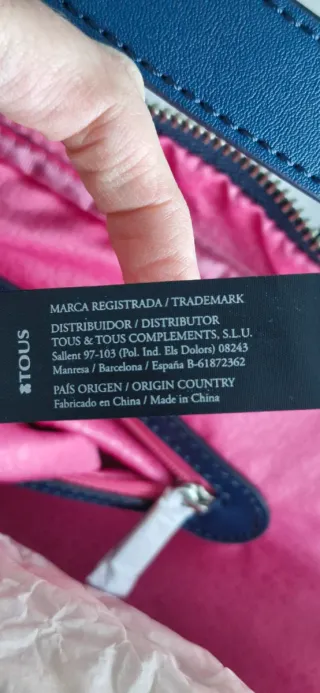 TOUS
MARCA REGISTRADA / TRADEMARK
DISTRIBUIDOR / DISTRIBUTOR
TOUS & TOUS COMPLEMENTS, S.L.U.
Sallent 97-103 (Pol. Ind. Els Dolors) 08243
Manresa / Barcelona / España B-61872362
PAÍS ORIGEN / ORIGIN COUNTRY
Fabricado en China / Made in China